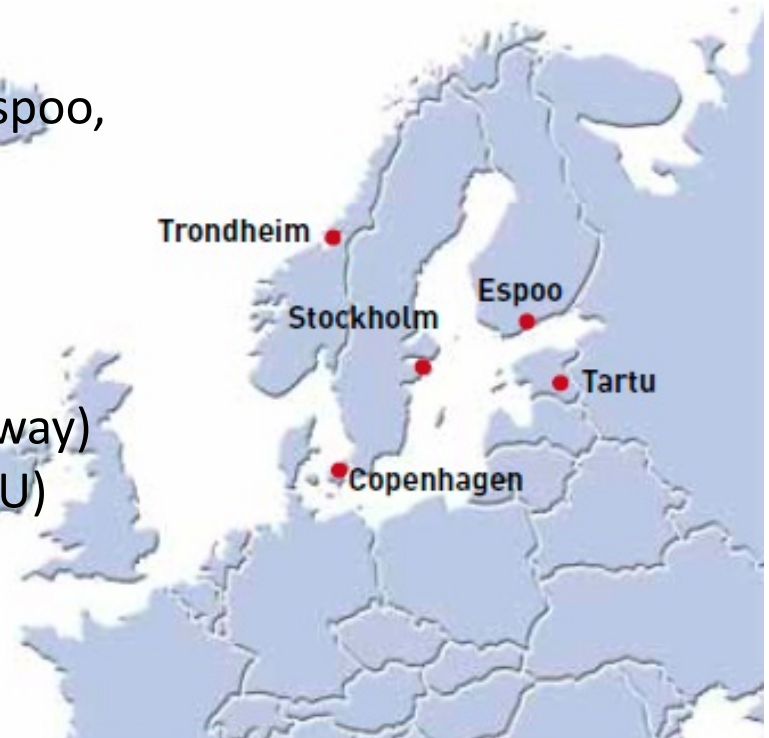 spoo,
Trondheim
Espoo
Stockholm
Tartu
way)
Copenhagen
U)